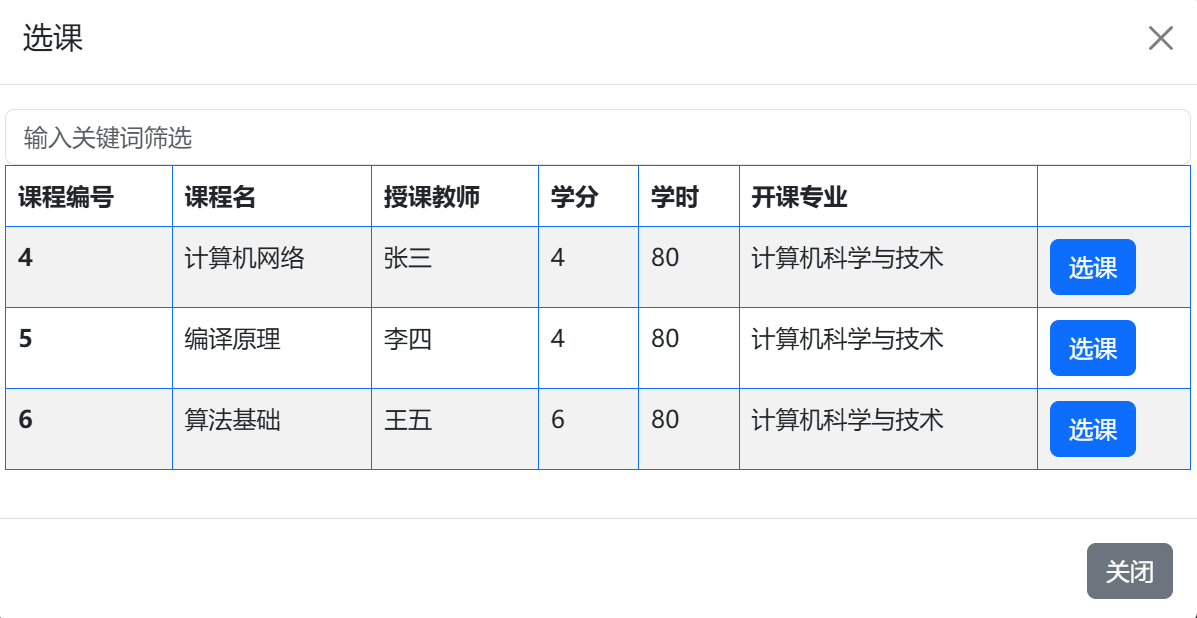 选课
输入关键词筛选
课程编号 课程名 授课教师 学分 学时 开课专业
4 计算机网络 张三 4 80 计算机科学与技术 选课
5 编译原理 李四 4 80 计算机科学与技术 选课
6 算法基础 王五 6 80 计算机科学与技术 选课
关闭